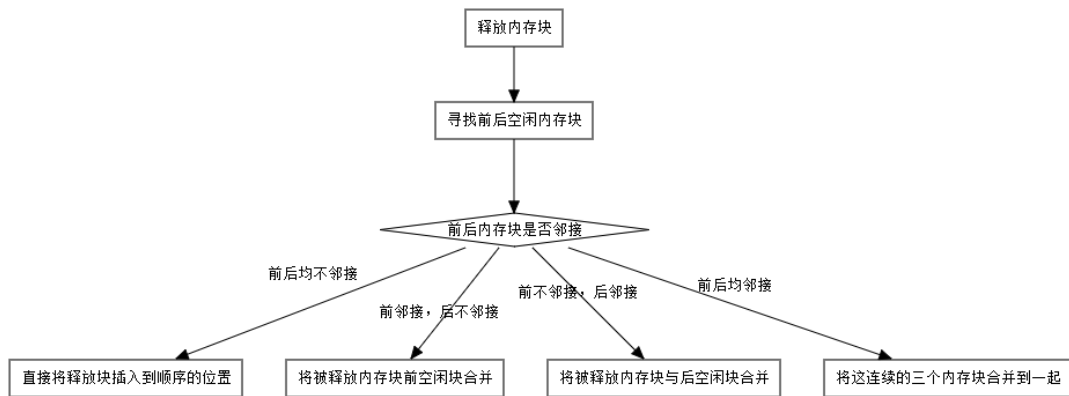 释放内存块
寻找前后空闲内存块
前后内存块是否邻接
前后均不邻接
前邻接，后不邻接
前不邻接，后邻接
前后均邻接
直接将释放块插入到顺序的位置
将被释放内存块前空闲块合并
将被释放内存块与后空闲块合并
将这连续的三个内存块合并到一起